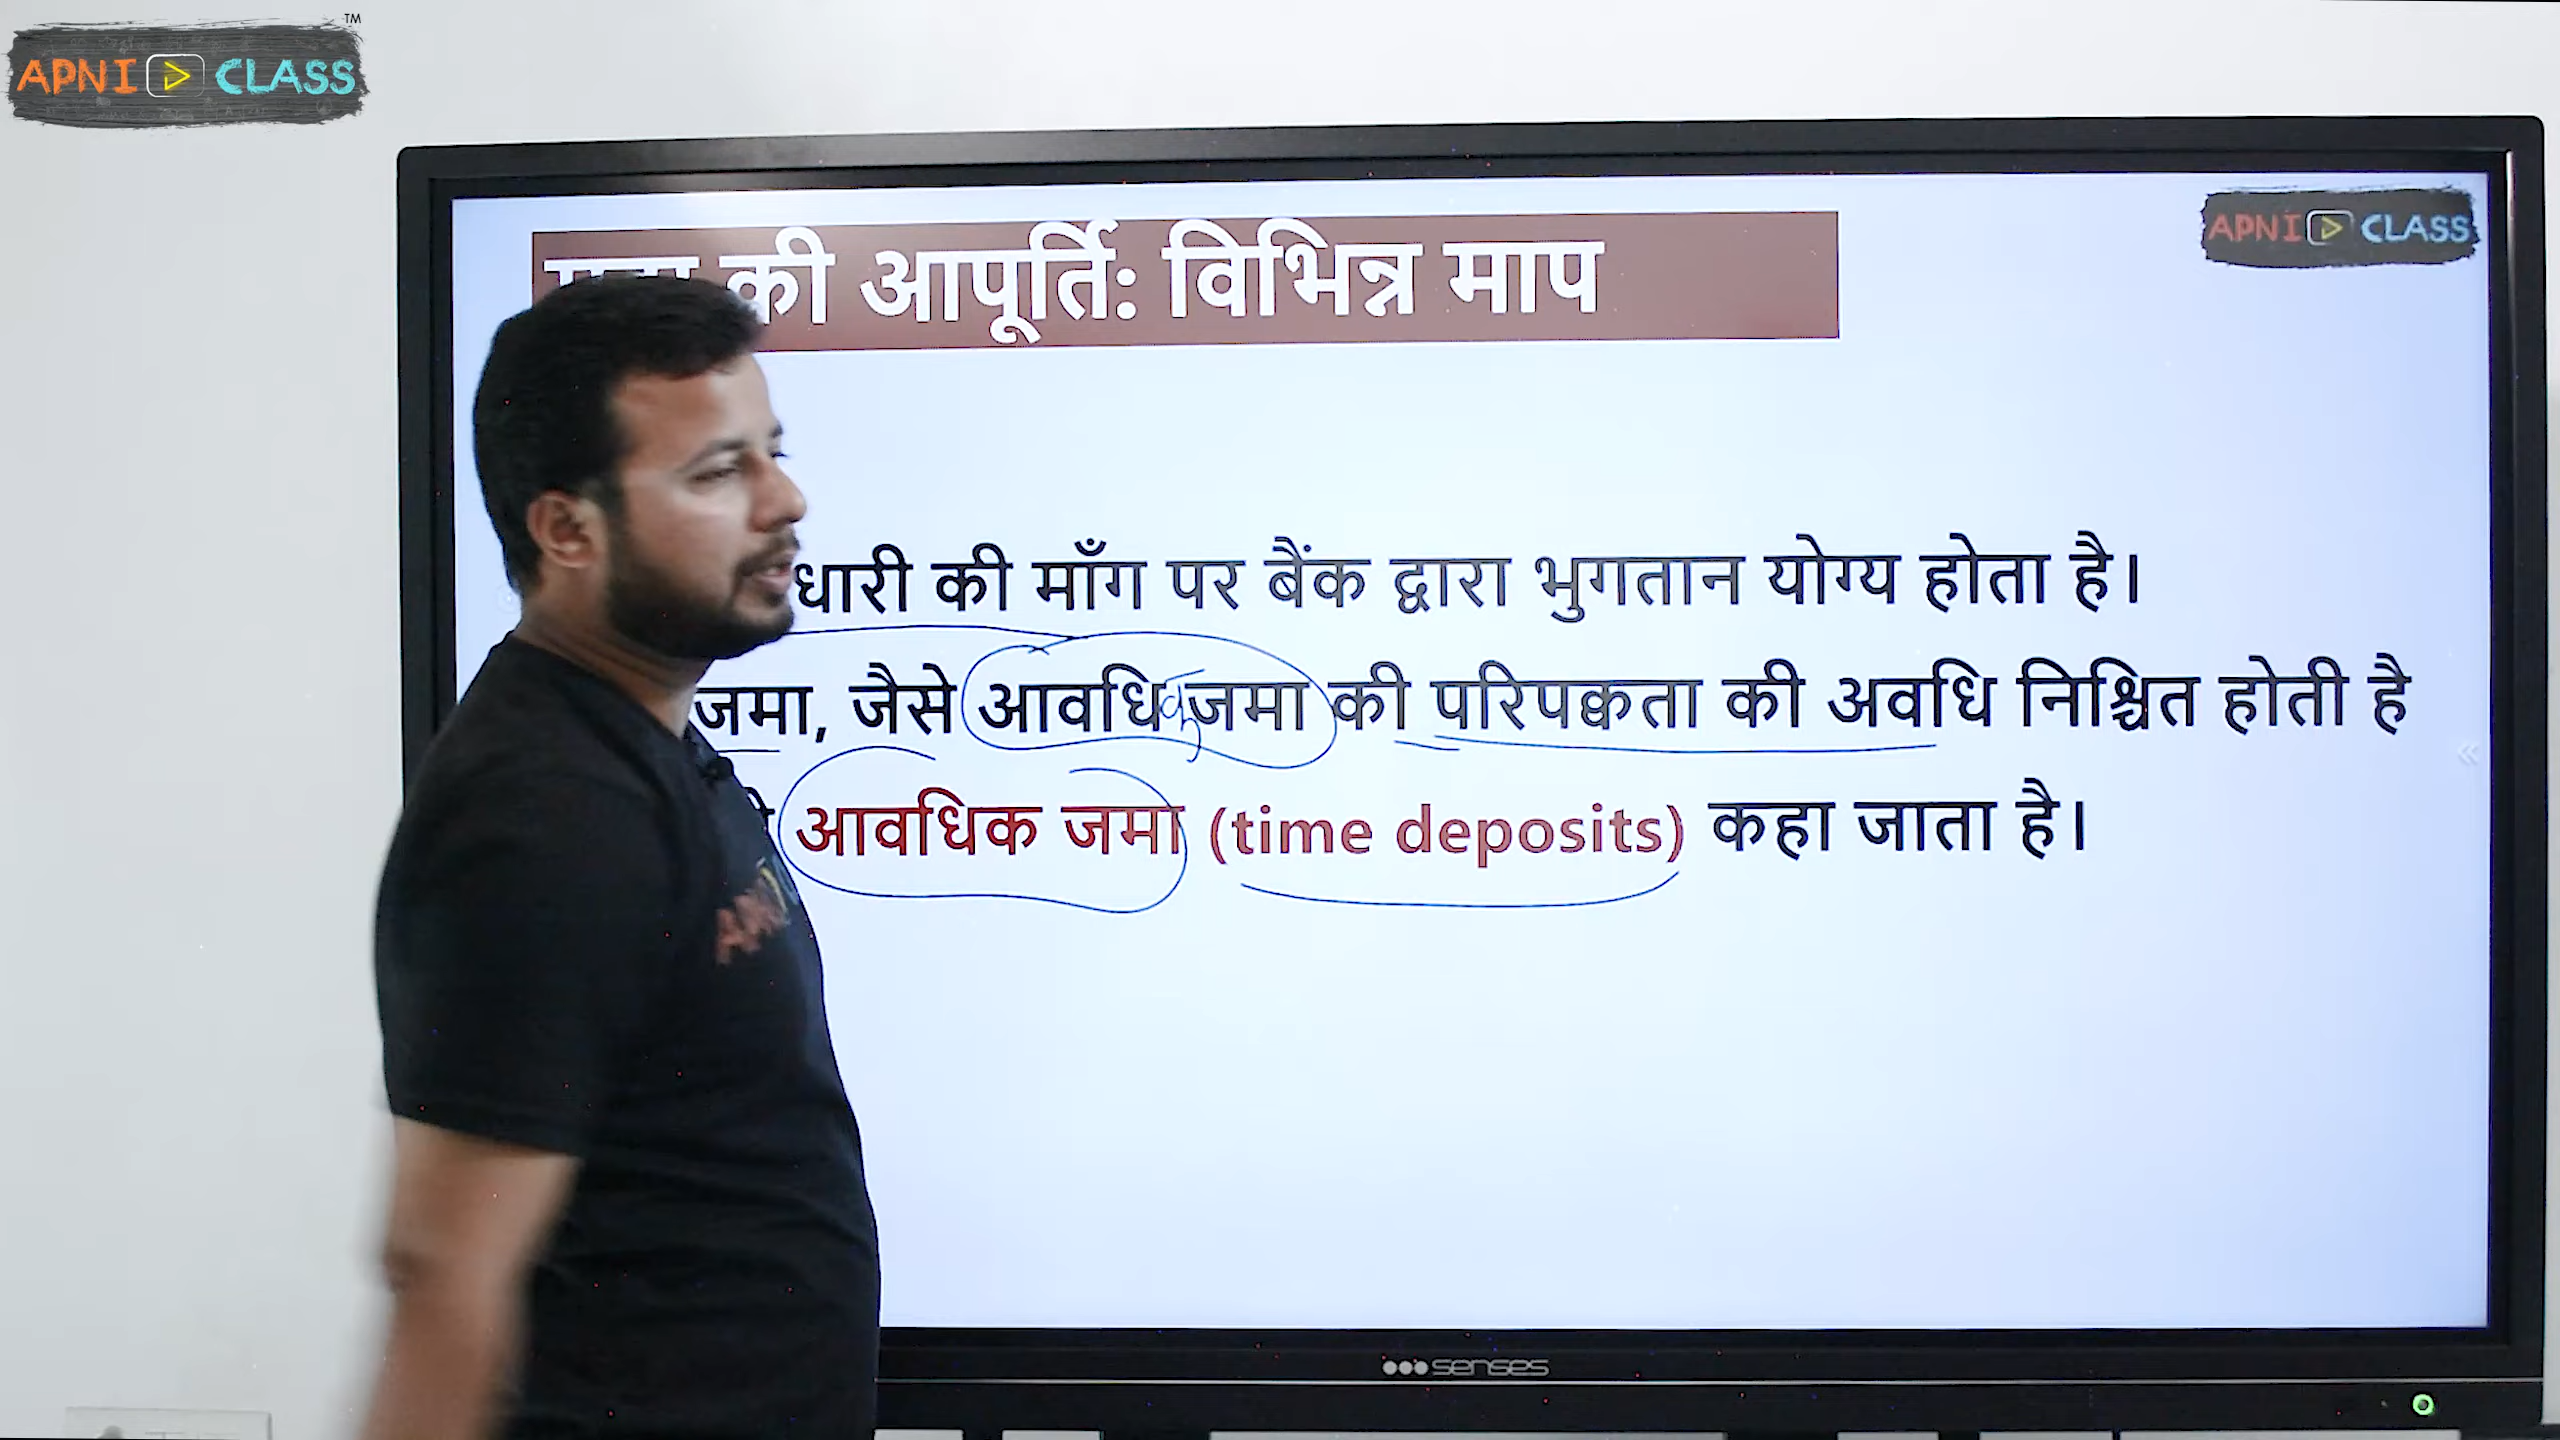 APNI CLASS TM
APNI CLASS
की आपूर्ति: विभिन्न माप
धारी की माँग पर बैंक द्वारा भुगतान योग्य होता है।
जमा, जैसे आवधिक जमा की परिपक्वता की अवधि निश्चित होती है
आवधिक जमा (time deposits) कहा जाता है।
senses